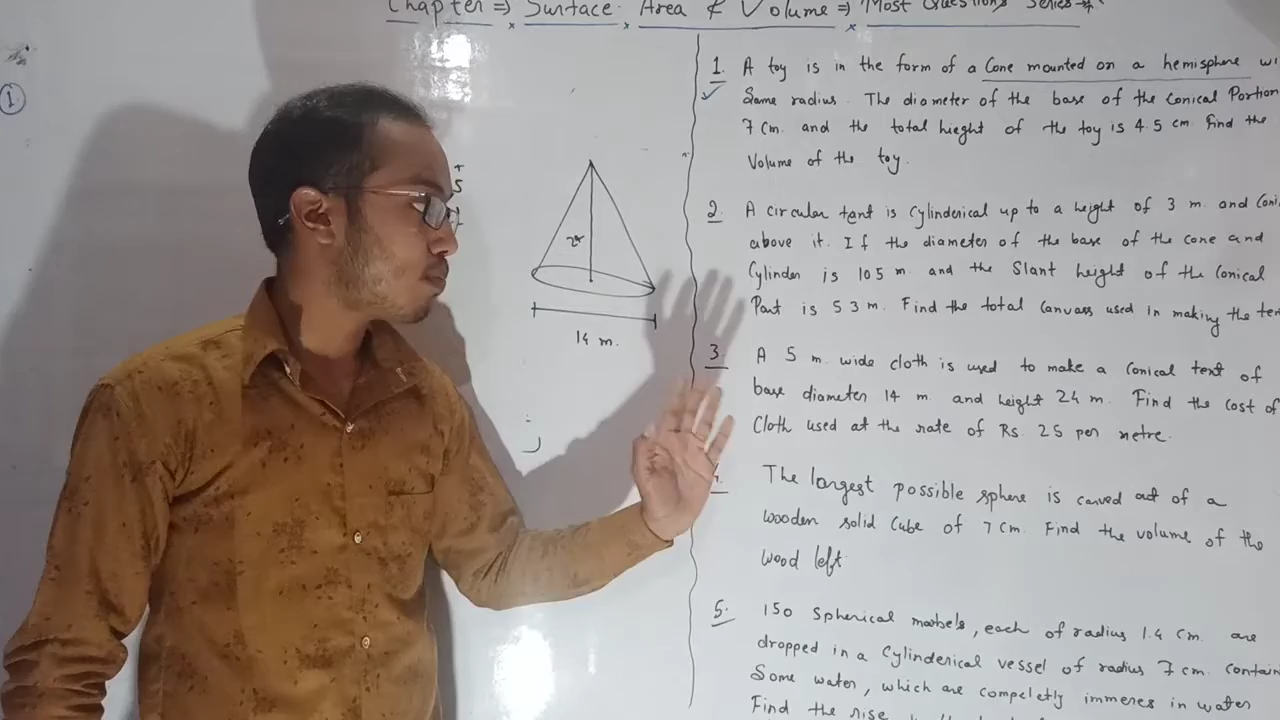 Chapter ⇒ Surface Area & Volume ⇒ Most Questions Series
1
1. A toy is in the form of a Cone mounted on a hemisphere wi
Same radius. The diameter of the base of the Conical Portion
7 cm. and the total hieght of the toy is 4.5 cm find the
Volume of the toy.
2. A circular tent is Cylinderical up to a height of 3 m. and Coni
above it. If the diameter of the base of the cone and
Cylinder is 105 m. and the Slant height of the Conical
Part is 53 m. Find the total Canvass used in making the ten
3. A 5 m. wide cloth is used to make a Conical tent of
base diameter 14 m. and height 24 m. Find the cost of
Cloth used at the rate of Rs. 25 per metre.
The largest possible sphere is carved out of a
wooden solid Cube of 7 cm. Find the volume of the
wood left.
5. 150 Spherical marbels, each of radius 1.4 cm. are
dropped in a Cylinderical vessel of radius 7 cm. contain
Some water, which are compeletly immeres in water
Find the rise
14 m.